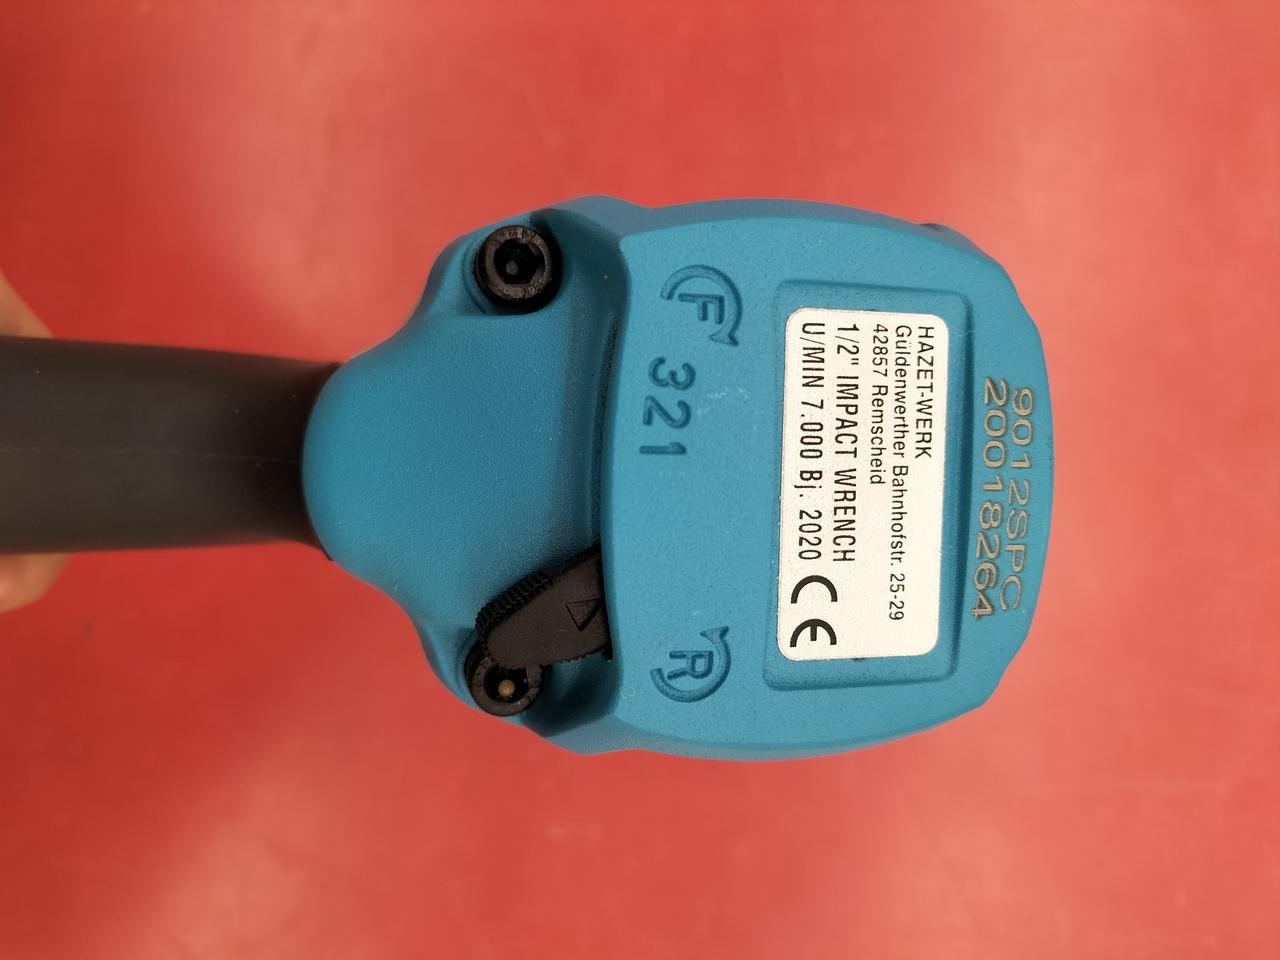 9012SPC
20018264
HAZET-WERK
Güldenwerther Bahnhofstr. 25-29
42857 Remscheid
1/2" IMPACT WRENCH
U/MIN 7.000 Bj. 2020 CE
F 321 R